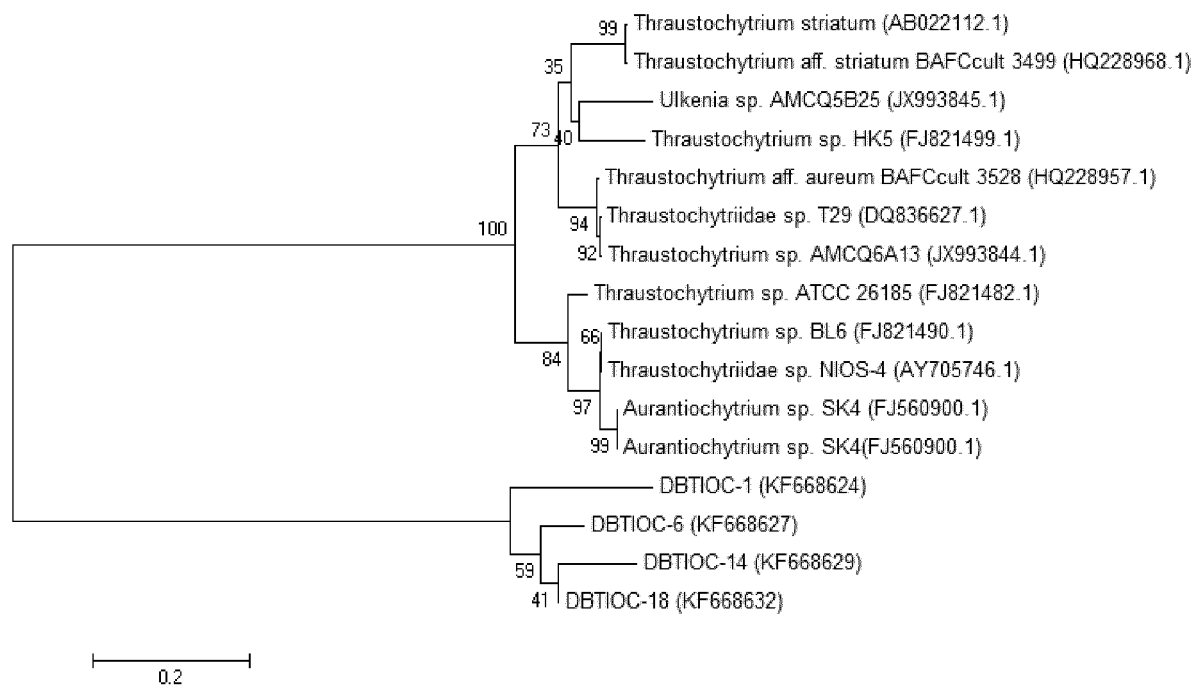 99
Thraustochytrium striatum (AB022112.1)
Thraustochytrium aff. striatum BAFCcult 3499 (HQ228968.1)
35
Ulkenia sp. AMCQ5B25 (JX993845.1)
73
40
Thraustochytrium sp. HK5 (FJ821499.1)
Thraustochytrium aff. aureum BAFCcult 3528 (HQ228957.1)
94
Thraustochytriidae sp. T29 (DQ836627.1)
100
92
Thraustochytrium sp. AMCQ6A13 (JX993844.1)
Thraustochytrium sp. ATCC 26185 (FJ821482.1)
66
Thraustochytrium sp. BL6 (FJ821490.1)
84
Thraustochytriidae sp. NIOS-4 (AY705746.1)
97
Aurantiochytrium sp. SK4 (FJ560900.1)
99
Aurantiochytrium sp. SK4(FJ560900.1)
DBTIOC-1 (KF668624)
DBTIOC-6 (KF668627)
59
DBTIOC-14 (KF668629)
41
DBTIOC-18 (KF668632)
0.2